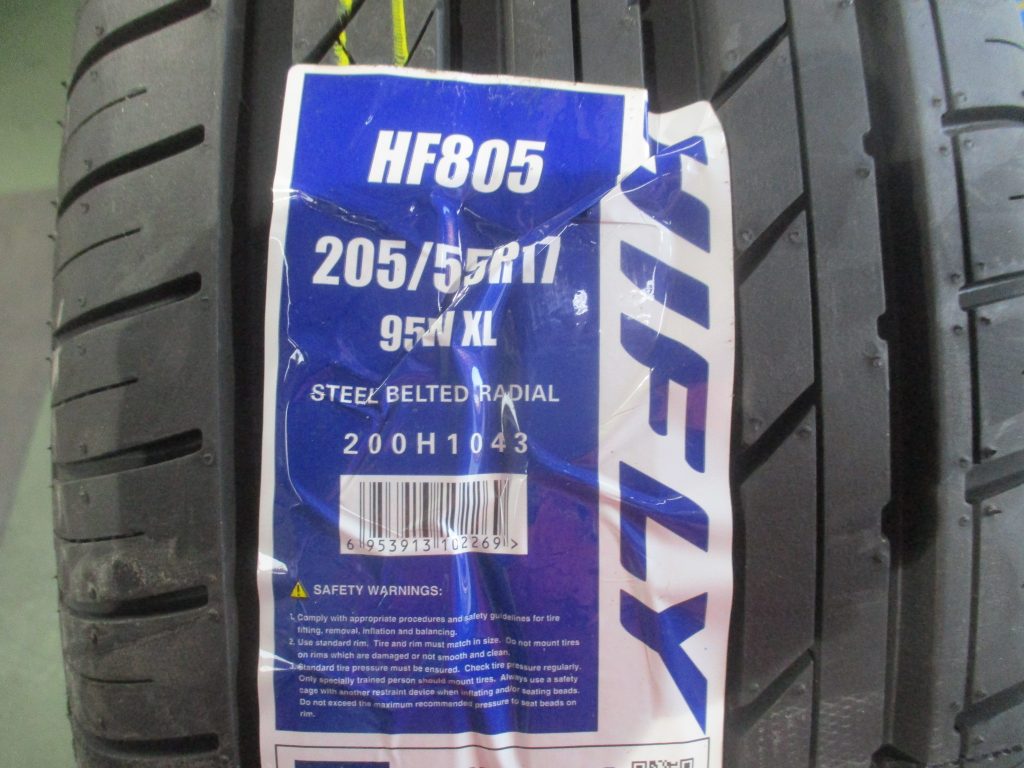 HF805
205/55R17
95W XL
STEEL BELTED RADIAL
200H1043
6 953913 102269 >
SAFETY WARNINGS:
1. Comply with appropriate procedures and safety guidelines for tire
fitting, removal, inflation and balancing.
2. Use standard rim. Tire and rim must match in size. Do not mount tires
on rims which are damaged or not smooth and clean.
3. Standard tire pressure must be ensured. Check tire pressure regularly.
Only specially trained person should mount tires. Always use a safety
cage with another restraint device when inflating and/or seating beads.
Do not exceed the maximum recommended pressure to seat beads on
rim.
HIFLY